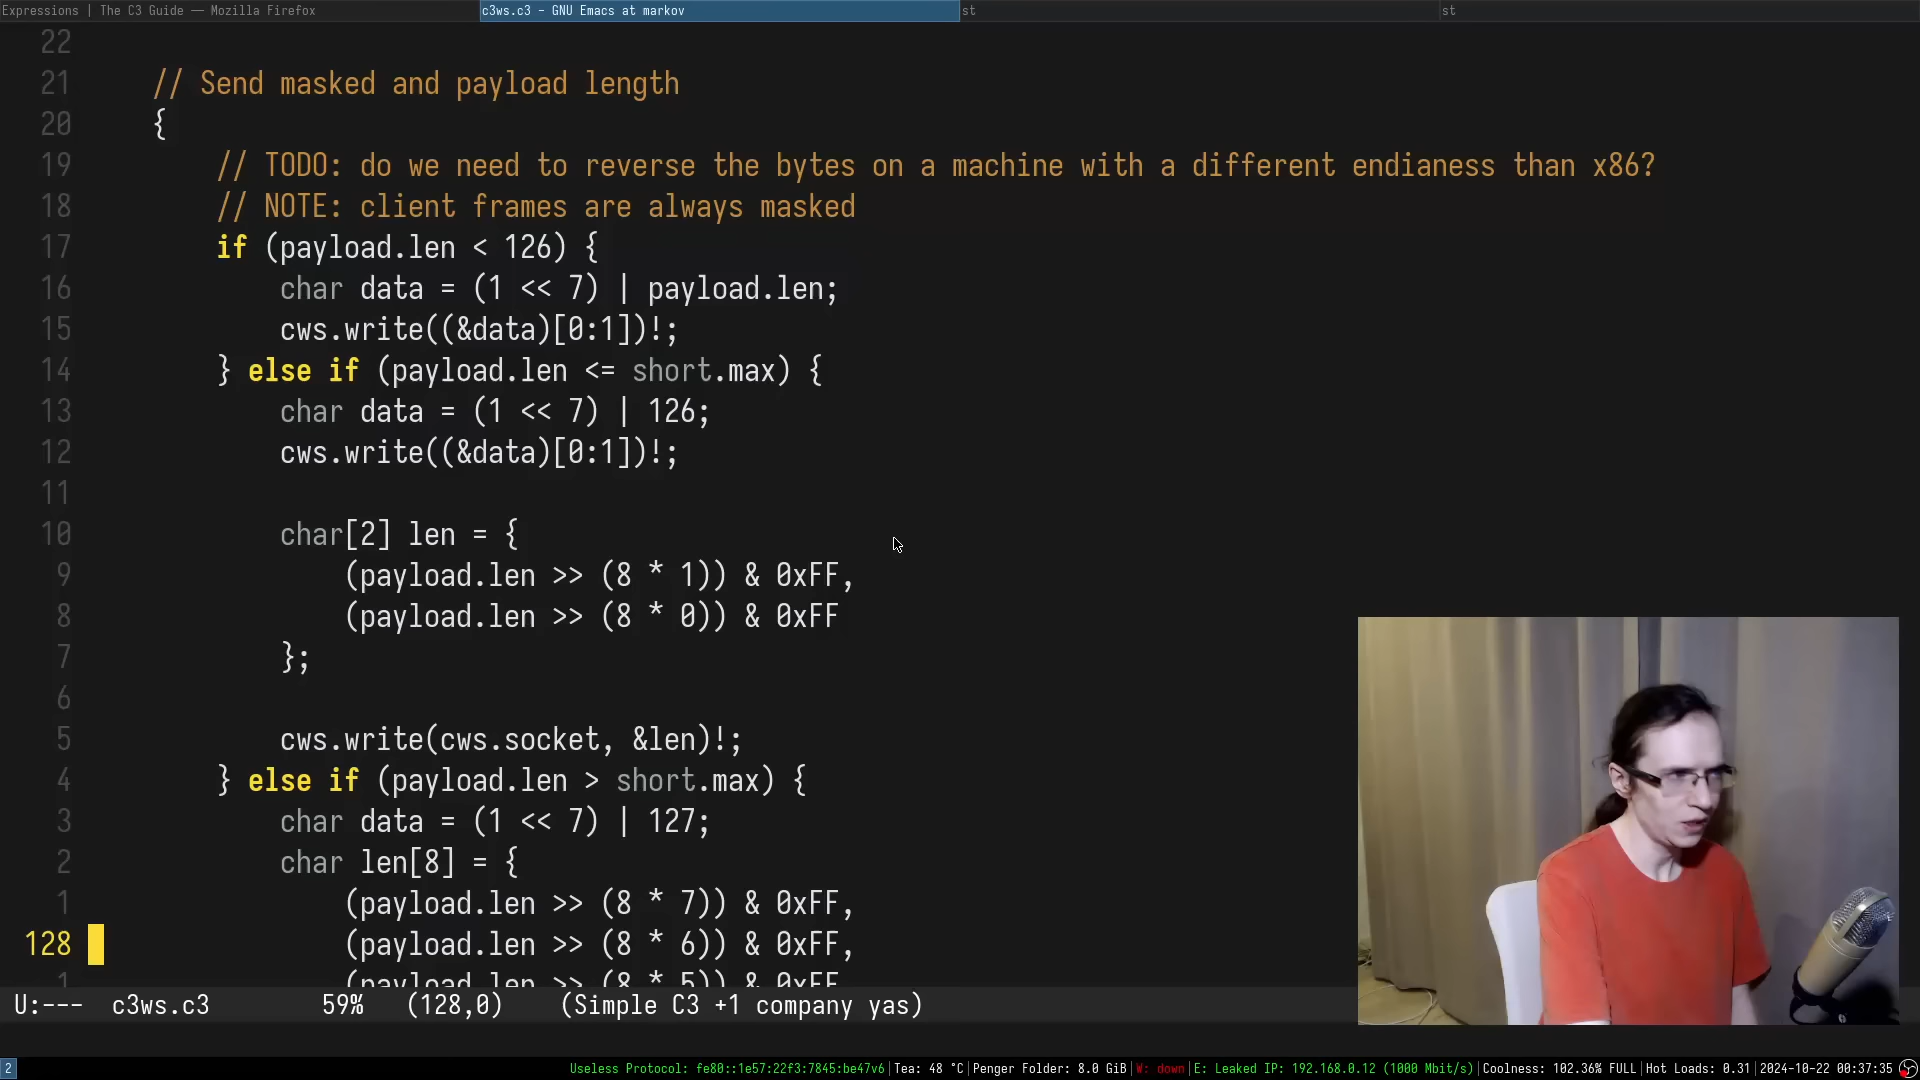 Expressions | The C3 Guide — Mozilla Firefox
c3ws.c3 - GNU Emacs at markov
st
st
22
21 // Send masked and payload length
20 {
19 // TODO: do we need to reverse the bytes on a machine with a different endianess than x86?
18 // NOTE: client frames are always masked
17 if (payload.len < 126) {
16 char data = (1 << 7) | payload.len;
15 cws.write((&data)[0:1])!;
14 } else if (payload.len <= short.max) {
13 char data = (1 << 7) | 126;
12 cws.write((&data)[0:1])!;
11
10 char[2] len = {
9 (payload.len >> (8 * 1)) & 0xFF,
8 (payload.len >> (8 * 0)) & 0xFF
7 };
6
5 cws.write(cws.socket, &len)!;
4 } else if (payload.len > short.max) {
3 char data = (1 << 7) | 127;
2 char len[8] = {
1 (payload.len >> (8 * 7)) & 0xFF,
128 (payload.len >> (8 * 6)) & 0xFF,
1 (payload.len >> (8 * 5)) & 0xFF
U:--- c3ws.c3 59% (128,0) (Simple C3 +1 company yas)
2 Useless Protocol: fe80::1e57:22f3:7845:be47v6|Tea: 48 °C|Penger Folder: 8.0 GiB|W: down|E: Leaked IP: 192.168.0.12 (1000 Mbit/s)|Coolness: 102.36% FULL|Hot Loads: 0.31|2024-10-22 00:37:35